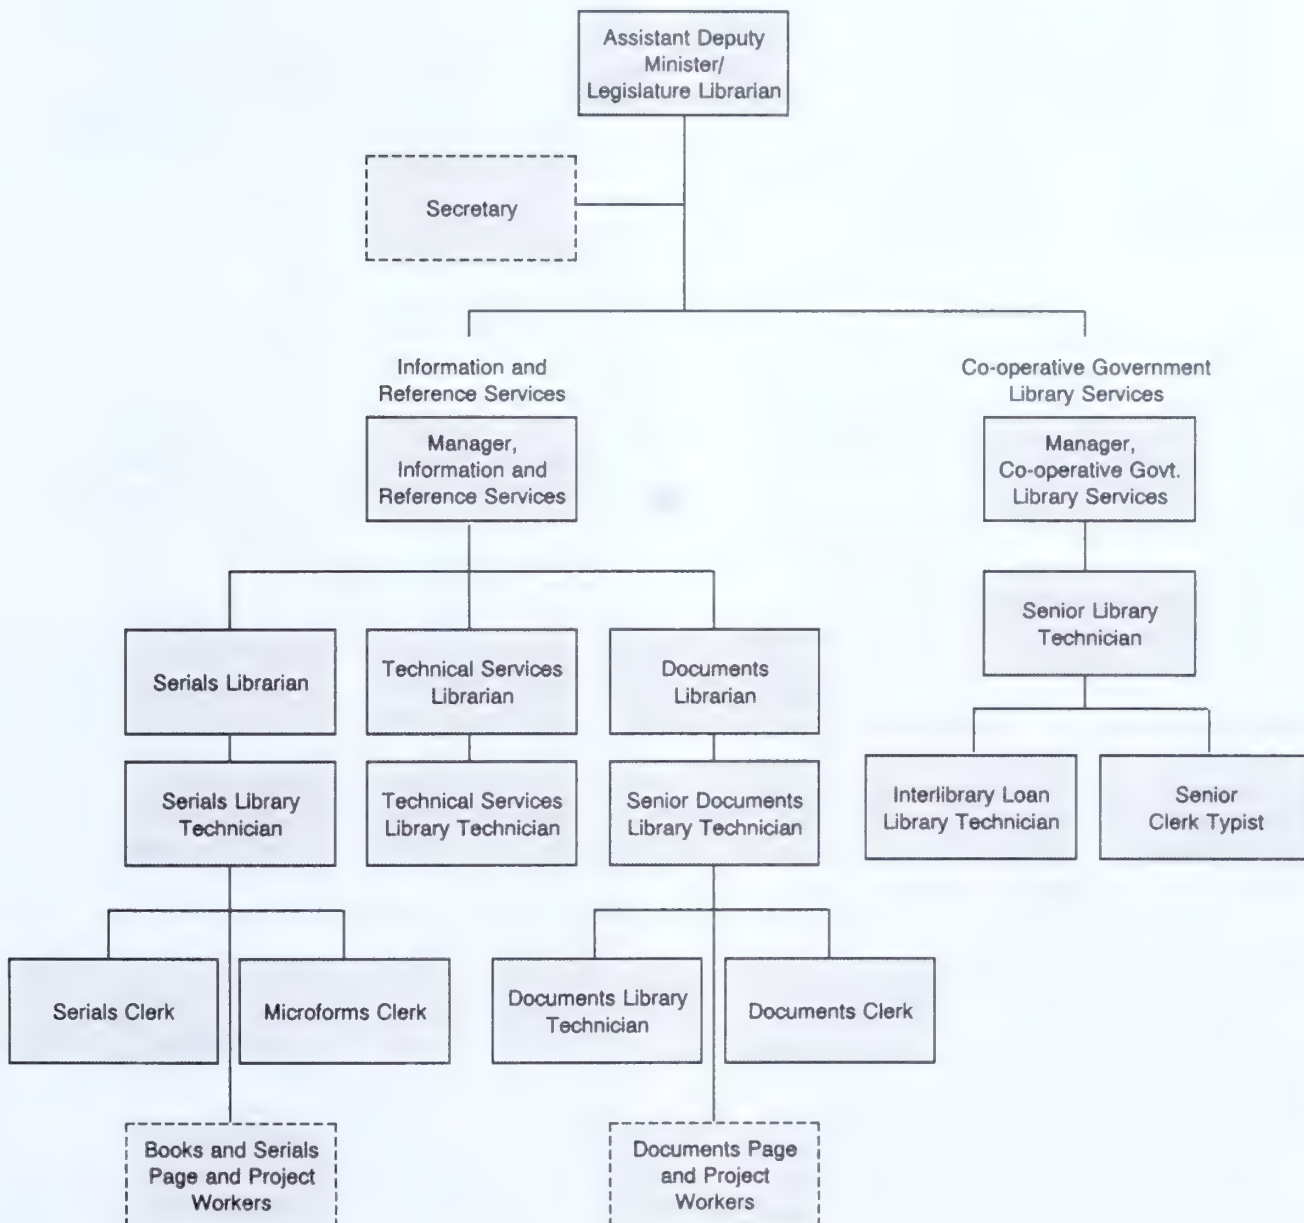 Assistant Deputy
Minister/
Legislature Librarian
Secretary
Information and
Reference Services
Co-operative Government
Library Services
Manager,
Information and
Reference Services
Manager,
Co-operative Govt.
Library Services
Senior Library
Technician
Serials Librarian
Technical Services
Librarian
Documents
Librarian
Serials Library
Technician
Technical Services
Library Technician
Senior Documents
Library Technician
Interlibrary Loan
Library Technician
Senior
Clerk Typist
Serials Clerk
Microforms Clerk
Documents Library
Technician
Documents Clerk
Books and Serials
Page and Project
Workers
Documents Page
and Project
Workers